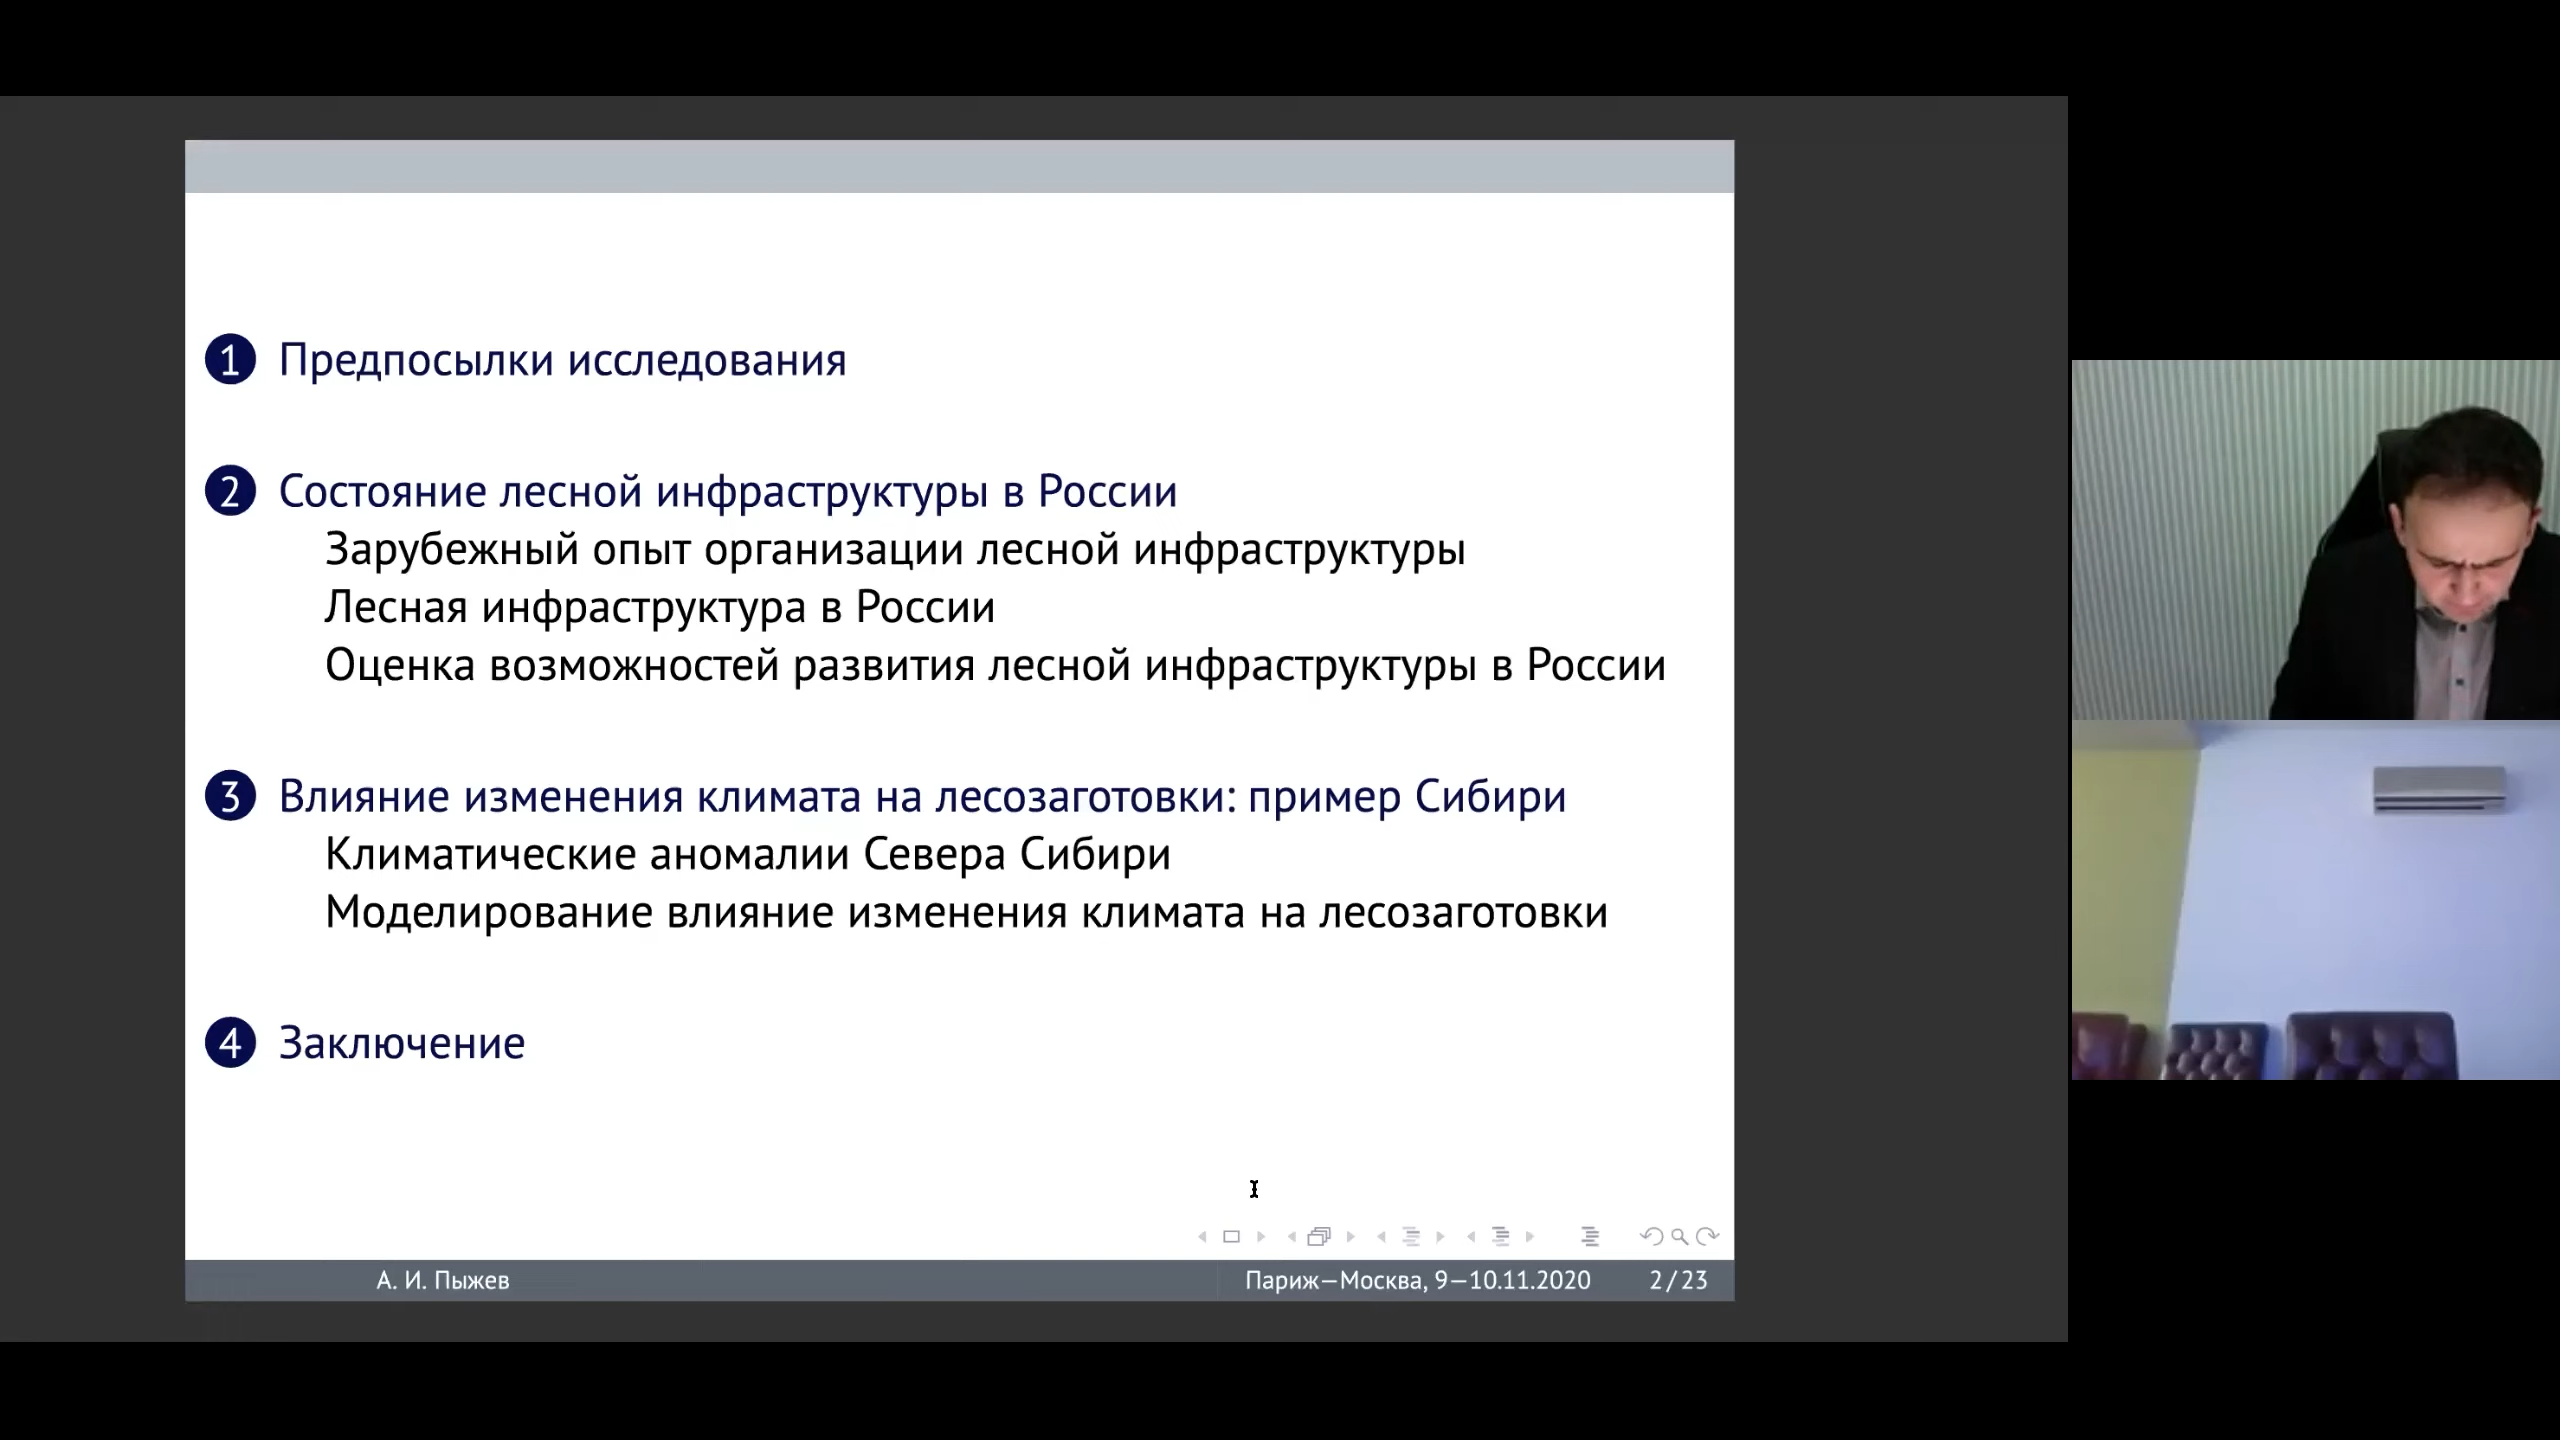 1 Предпосылки исследования
2 Состояние лесной инфраструктуры в России
Зарубежный опыт организации лесной инфраструктуры
Лесная инфраструктура в России
Оценка возможностей развития лесной инфраструктуры в России
3 Влияние изменения климата на лесозаготовки: пример Сибири
Климатические аномалии Севера Сибири
Моделирование влияние изменения климата на лесозаготовки
4 Заключение
А. И. Пыжев Париж—Москва, 9—10.11.2020 2/23